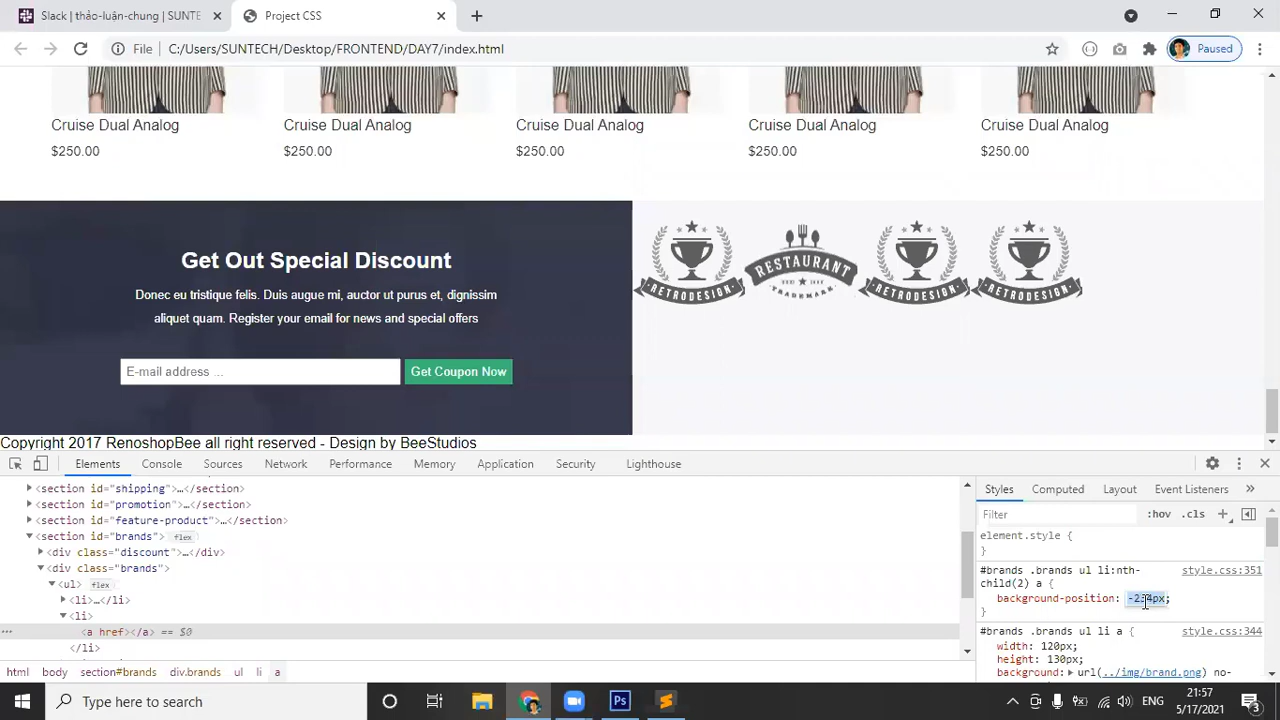 Slack | thảo-luận-chung | SUNTE
Project CSS
File C:/Users/SUNTECH/Desktop/FRONTEND/DAY7/index.html
Paused
Cruise Dual Analog Cruise Dual Analog Cruise Dual Analog Cruise Dual Analog Cruise Dual Analog
$250.00 $250.00 $250.00 $250.00 $250.00
Get Out Special Discount
Donec eu tristique felis. Duis augue mi, auctor ut purus et, dignissim
aliquet quam. Register your email for news and special offers
E-mail address ...
Get Coupon Now
RETRODESIGN
RESTAURANT
TRADEMARK
RETRODESIGN
RETRODESIGN
Copyright 2017 RenoshopBee all right reserved - Design by BeeStudios
Elements Console Sources Network Performance Memory Application Security Lighthouse
<section id="shipping">…</section>
<section id="promotion">…</section>
<section id="feature-product">…</section>
<section id="brands"> flex
<div class="discount">…</div>
<div class="brands">
<ul> flex
<li>…</li>
<li>
<a href></a> == $0
</li>
html body section#brands div.brands ul li a
Styles Computed Layout Event Listeners
Filter :hov .cls
element.style {
}
#brands .brands ul li:nth-child(2) a { style.css:351
background-position: px;
}
#brands .brands ul li a { style.css:344
width: 120px;
height: 130px;
background: url(../img/brand.png) no-
Type here to search
ENG
21:57
5/17/2021
3